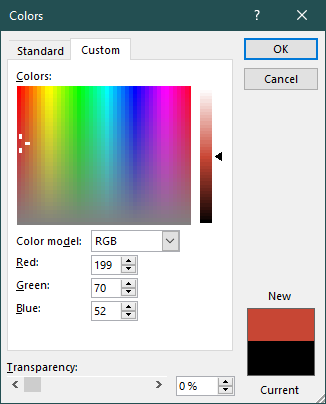 Colors
?
OK
Standard
Custom
Cancel
Colors:
Color model: RGB
Red: 199
Green: 70
Blue: 52
New
Transparency:
0 %
Current